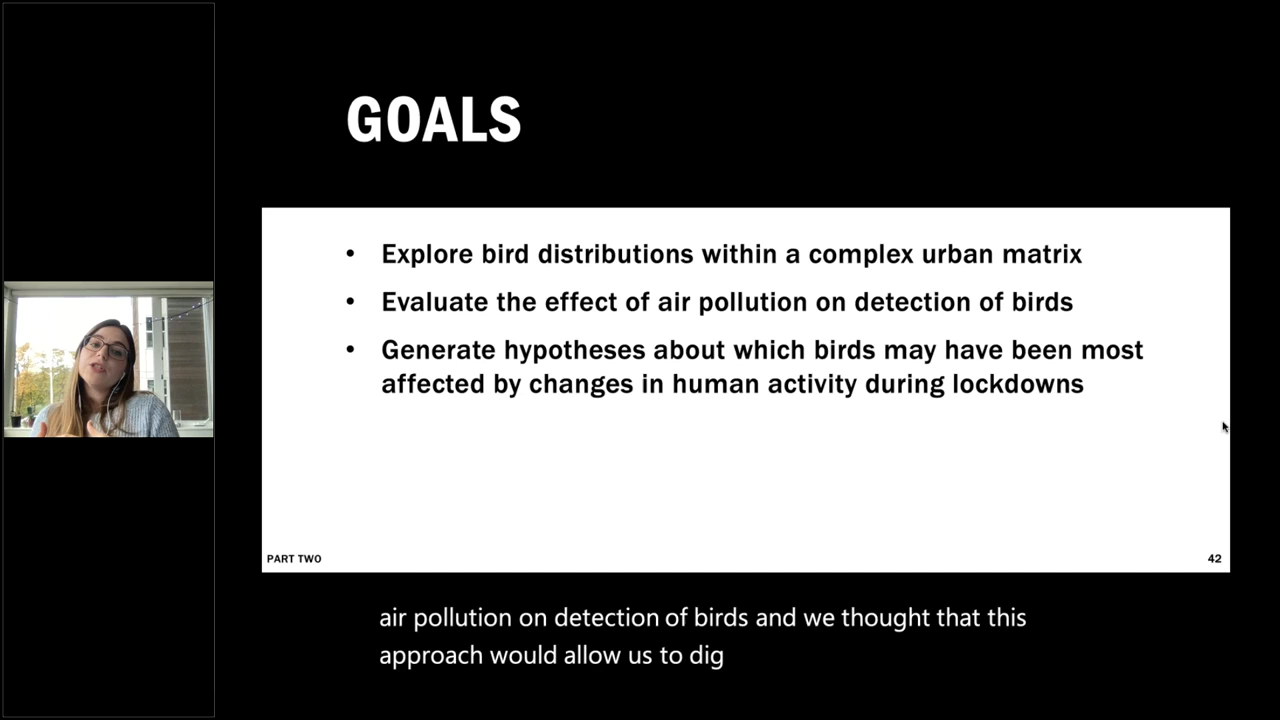 GOALS
• Explore bird distributions within a complex urban matrix
• Evaluate the effect of air pollution on detection of birds
• Generate hypotheses about which birds may have been most
affected by changes in human activity during lockdowns
PART TWO
42
air pollution on detection of birds and we thought that this
approach would allow us to dig